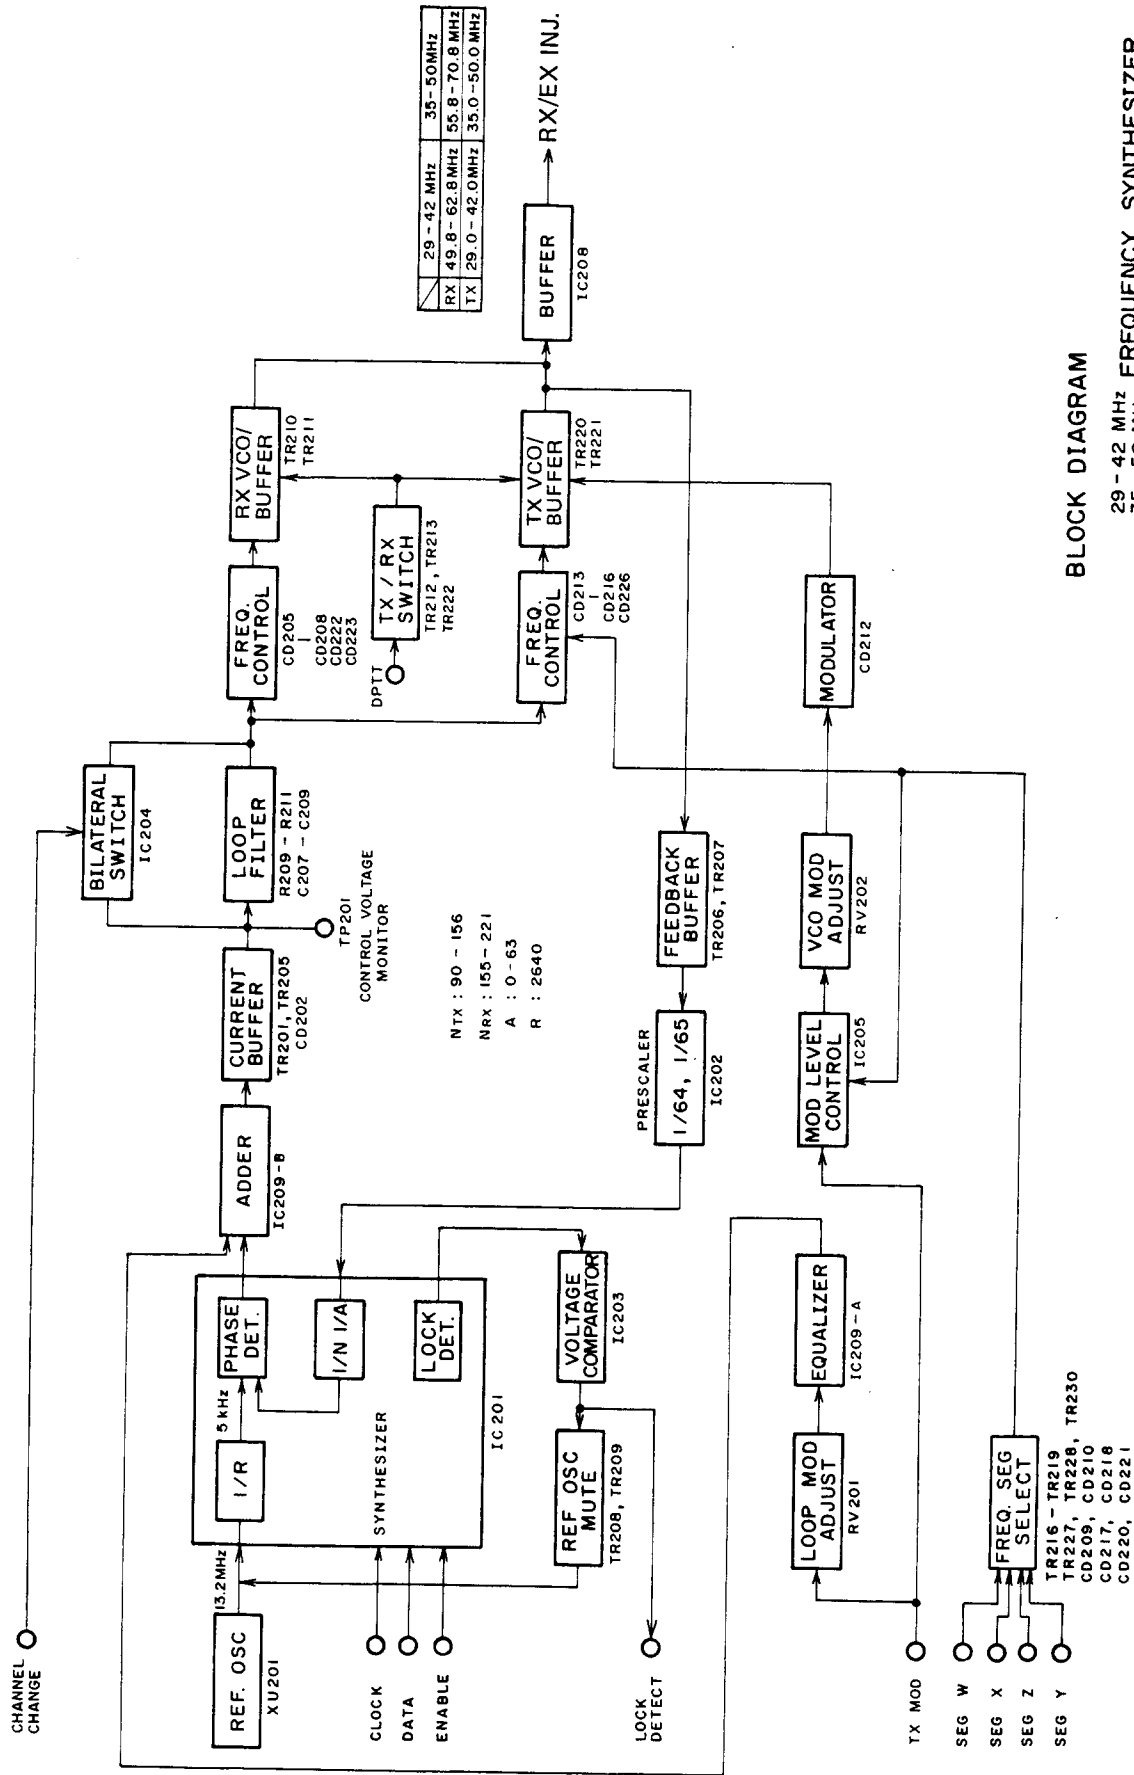 CHANNEL
CHANGE
BILATERAL
SWITCH
IC204
REF. OSC
XU201
13.2MHz
I/R
5 kHz
PHASE
DET.
I/N I/A
LOCK
DET.
SYNTHESIZER
IC201
CLOCK
DATA
ENABLE
ADDER
IC209-B
CURRENT
BUFFER
TR201, TR205
CD202
TP201
CONTROL VOLTAGE
MONITOR
LOOP
FILTER
R209 - R211
C207 - C209
FREQ.
CONTROL
CD205
|
CD208
CD222
CD223
RX VCO/
BUFFER
TR210
TR211
DPTT
TX / RX
SWITCH
TR212, TR213
TR222
FREQ.
CONTROL
CD213
|
CD216
CD226
TX VCO/
BUFFER
TR220
TR221
BUFFER
IC208
RX/EX INJ.
29 - 42 MHz 35 - 50MHz
RX 49.8 - 62.8MHz 55.8 - 70.8 MHz
TX 29.0 - 42.0MHz 35.0 - 50.0 MHz
NTX : 90 - 156
NRX : 155 - 221
A : 0 - 63
R : 2640
LOCK
DETECT
REF OSC
MUTE
TR208, TR209
VOLTAGE
COMPARATOR
IC203
PRESCALER
1/64, 1/65
IC202
FEEDBACK
BUFFER
TR206, TR207
TX MOD
LOOP MOD
ADJUST
RV201
EQUALIZER
IC209-A
MOD LEVEL
CONTROL
IC205
VCO MOD
ADJUST
RV202
MODULATOR
CD212
SEG W
SEG X
SEG Z
SEG Y
FREQ. SEG
SELECT
TR216 - TR219
TR227, TR228, TR230
CD209, CD210
CD217, CD218
CD220, CD221
BLOCK DIAGRAM
29 - 42 MHz FREQUENCY SYNTHESIZER